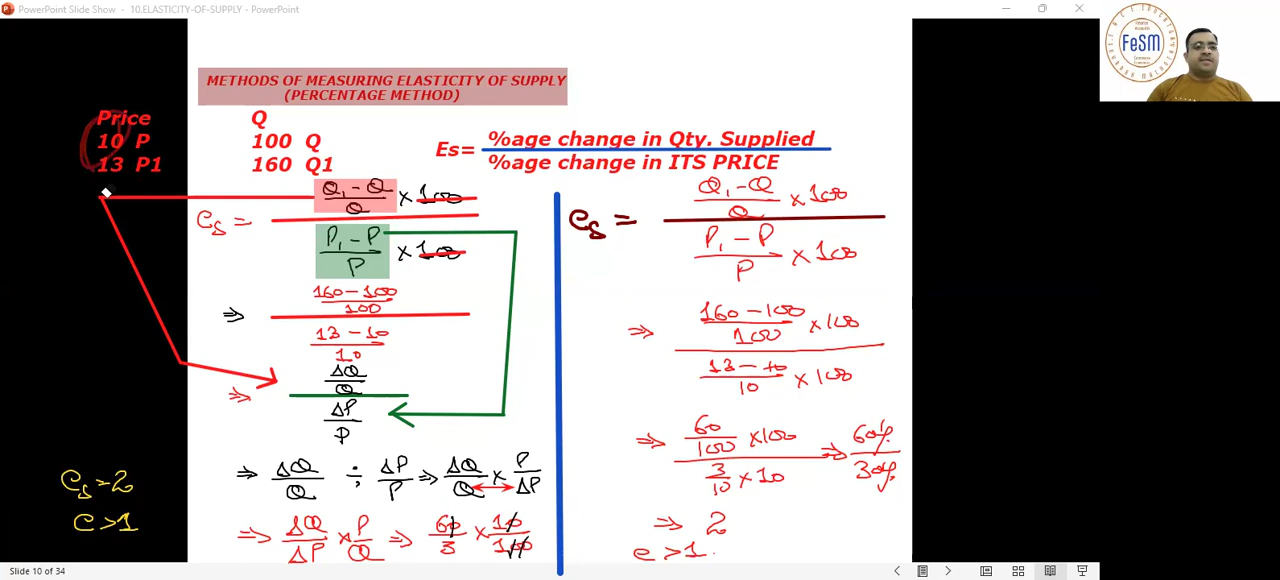 PowerPoint Slide Show - 10.ELASTICITY-OF-SUPPLY - PowerPoint
FeSM
METHODS OF MEASURING ELASTICITY OF SUPPLY
(PERCENTAGE METHOD)
Price Q
10 P 100 Q
13 P1 160 Q1
Es= %age change in Qty. Supplied
%age change in ITS PRICE
es =
Q1 - Q
Q
× 100
P1 - P
P
× 100
⇒
160 - 100
100
13 - 10
10
⇒
ΔQ
Q
ΔP
P
⇒ ΔQ/Q ÷ ΔP/P ⇒ ΔQ/Q × P/ΔP
⇒ ΔQ/ΔP × P/Q ⇒ 60/3 × 10/100
es =
Q1 - Q
Q
× 100
P1 - P
P
× 100
⇒
160 - 100
100
× 100
13 - 10
10
× 100
⇒
60/100 × 100
3/10 × 10
⇒ 60%
30%
⇒ 2
e > 1.
es = 2
e > 1
Slide 10 of 34